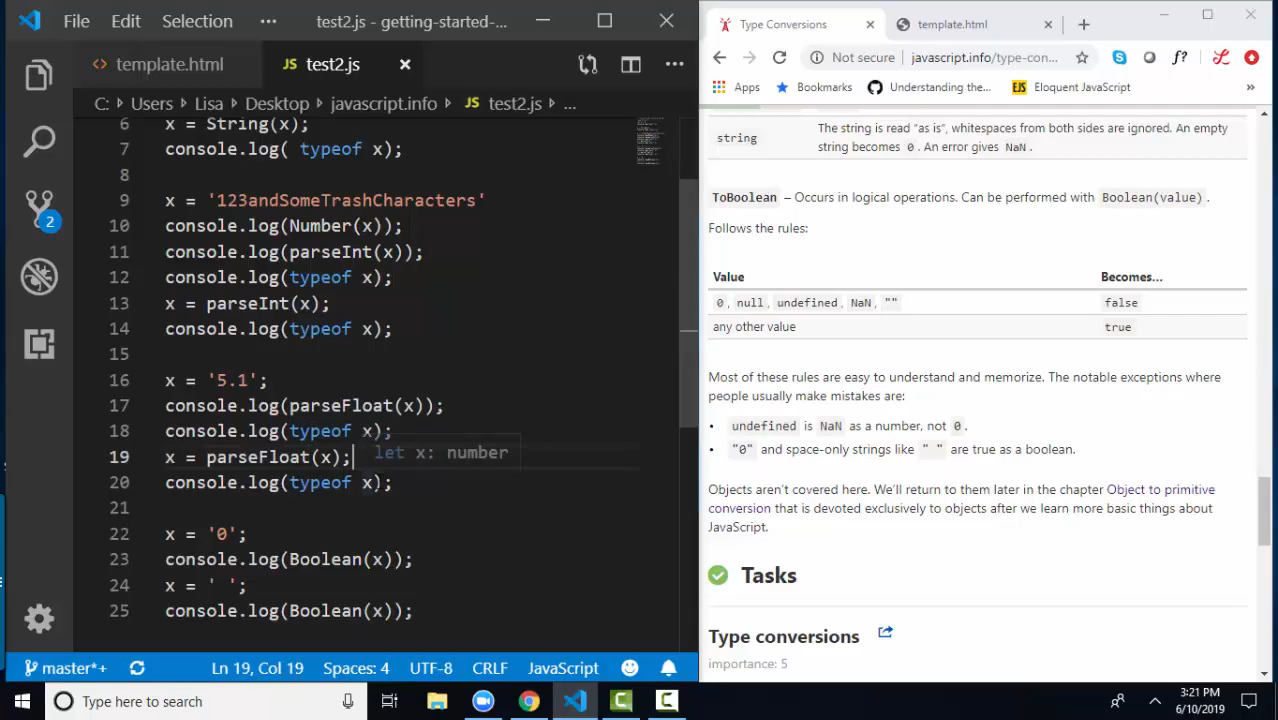 File Edit Selection ··· test2.js - getting-started-...
template.html
JS test2.js
C: Users Lisa Desktop javascript.info JS test2.js ...
6 x = String(x);
7 console.log( typeof x);
8
9 x = '123andSomeTrashCharacters'
10 console.log(Number(x));
11 console.log(parseInt(x));
12 console.log(typeof x);
13 x = parseInt(x);
14 console.log(typeof x);
15
16 x = '5.1';
17 console.log(parseFloat(x));
18 console.log(typeof x);
19 x = parseFloat(x); let x: number
20 console.log(typeof x);
21
22 x = '0';
23 console.log(Boolean(x));
24 x = ' ';
25 console.log(Boolean(x));
2
master*+ Ln 19, Col 19 Spaces: 4 UTF-8 CRLF JavaScript
Type Conversions
template.html
Not secure | javascript.info/type-con...
f?
Apps Bookmarks Understanding the... EJS Eloquent JavaScript »
string The string is read "as is", whitespaces from both sides are ignored. An empty
string becomes 0 . An error gives NaN .
ToBoolean – Occurs in logical operations. Can be performed with Boolean(value) .
Follows the rules:
Value Becomes...
0 , null , undefined , NaN , "" false
any other value true
Most of these rules are easy to understand and memorize. The notable exceptions where
people usually make mistakes are:
• undefined is NaN as a number, not 0 .
• "0" and space-only strings like " " are true as a boolean.
Objects aren't covered here. We'll return to them later in the chapter Object to primitive
conversion that is devoted exclusively to objects after we learn more basic things about
JavaScript.
Tasks
Type conversions
importance: 5
Type here to search
3:21 PM
6/10/2019